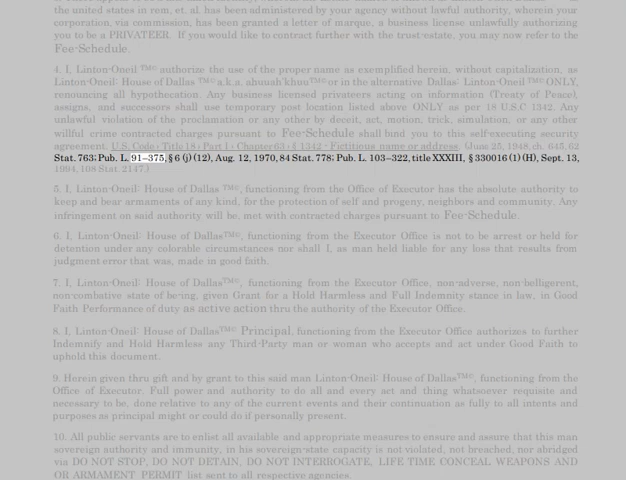 the united states in rem, et. al. has been administered by your agency without lawful authority, wherein your
corporation, via commission, has been granted a letter of marque, a business license unlawfully authorizing
you to be a PRIVATEER. If you would like to contract further with the trust/estate, you may now refer to the
Fee-Schedule.
4. I, Linton-Oneil ™© authorize the use of the proper name as exemplified herein, without capitalization, as
Linton-Oneil: House of Dallas ™© a.k.a. abuuah'khuu™© or in the alternative Dallas: Linton-Oneil ™© ONLY,
renouncing all hypothecation. Any business licensed privateers acting on information (Treaty of Peace),
assigns, and successors shall use temporary post location listed above ONLY as per 18 U.S.C 1342. Any
unlawful violation of the proclamation or any other by deceit, act, motion, trick, simulation, or any other
willful crime contracted charges pursuant to Fee-Schedule shall bind you to this self-executing security
agreement. U.S. Code › Title 18 › Part I › Chapter 63 › § 1342 - Fictitious name or address. (June 25, 1948, ch. 645, 62
Stat. 763; Pub. L. 91–375, § 6 (j) (12), Aug. 12, 1970, 84 Stat. 778; Pub. L. 103–322, title XXXIII, § 330016 (1) (H), Sept. 13,
1994, 108 Stat. 2147.)
5. I, Linton-Oneil: House of Dallas ™©, functioning from the Office of Executor has the absolute authority to
keep and bear armaments of any kind, for the protection of self and progeny, neighbors and community. Any
infringement on said authority will be, met with contracted charges pursuant to Fee-Schedule.
6. I, Linton-Oneil: House of Dallas™©, functioning from the Executor Office is not to be arrest or held for
detention under any colorable circumstances nor shall I, as man held liable for any loss that results from
judgment error that was, made in good faith.
7. I, Linton-Oneil: House of Dallas™©, functioning from the Executor Office, non-adverse, non-belligerent,
non-combative state of be-ing, given Grant for a Hold Harmless and Full Indemnity stance in law, in Good
Faith Performance of duty as active action thru the authority of the Executor Office.
8. I, Linton-Oneil: House of Dallas™© Principal, functioning from the Executor Office authorizes to further
Indemnify and Hold Harmless any Third-Party man or woman who accepts and act under Good Faith to
uphold this document.
9. Herein given thru gift and by grant to this said man Linton-Oneil: House of Dallas™©, functioning from the
Office of Executor. Full power and authority to do all and every act and thing whatsoever requisite and
necessary to be, done relative to any of the current events and their continuation as fully to all intents and
purposes as principal might or could do if personally present.
10. All public servants are to enlist all available and appropriate measures to ensure and assure that this man
sovereign authority and immunity, in his sovereign-state capacity is not violated, not breached, nor abridged
via DO NOT STOP, DO NOT DETAIN, DO NOT INTERROGATE, LIFE TIME CONCEAL WEAPONS AND
OR ARMAMENT PERMIT list sent to all respective agencies.